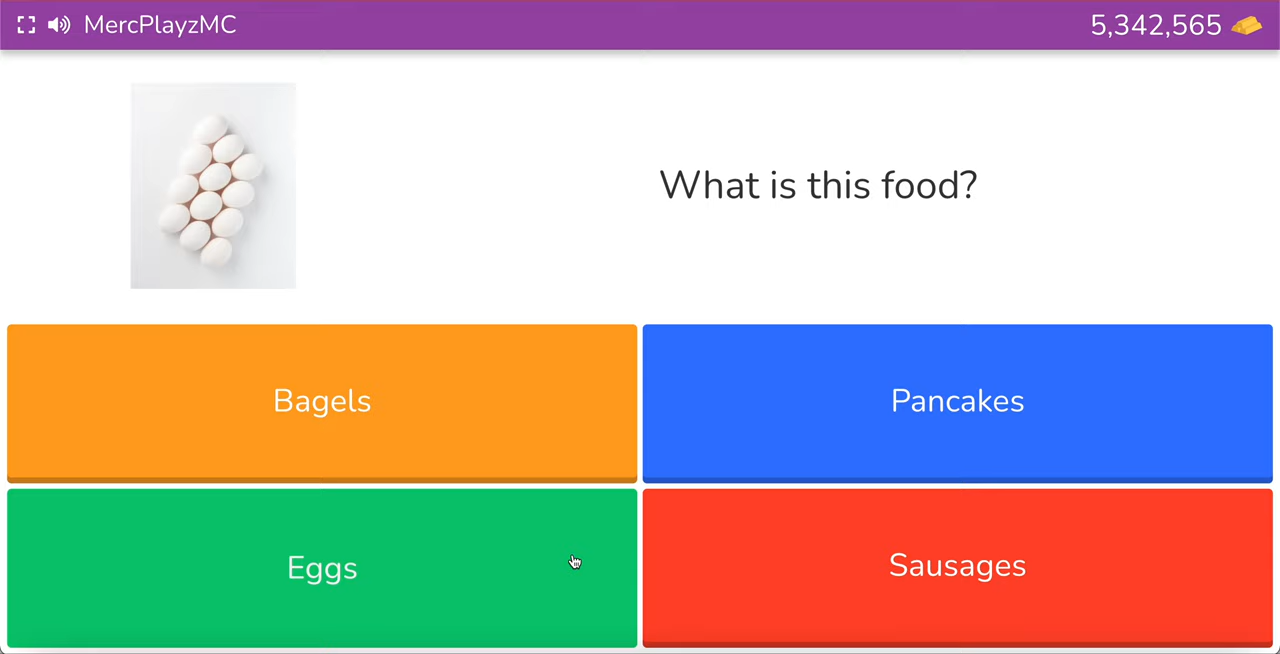 MercPlayzMC
5,342,565
What is this food?
Bagels
Pancakes
Eggs
Sausages